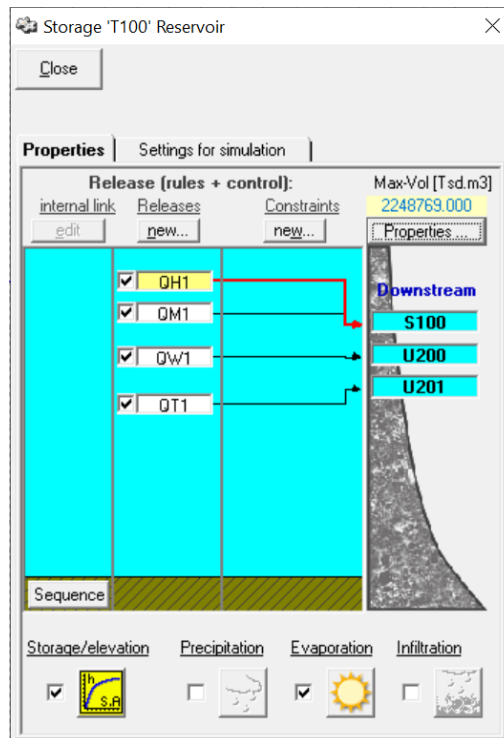 Storage 'T100' Reservoir
Close
Properties
Settings for simulation
Release (rules + control):
Max-Vol [Tsd.m3]
internal link
Releases
Constraints
2248769.000
edit
new...
new...
Properties ...
QH1
Downstream
QM1
S100
QW1
U200
QT1
U201
Sequence
Storage/elevation
Precipitation
Evaporation
Infiltration
h
S.A